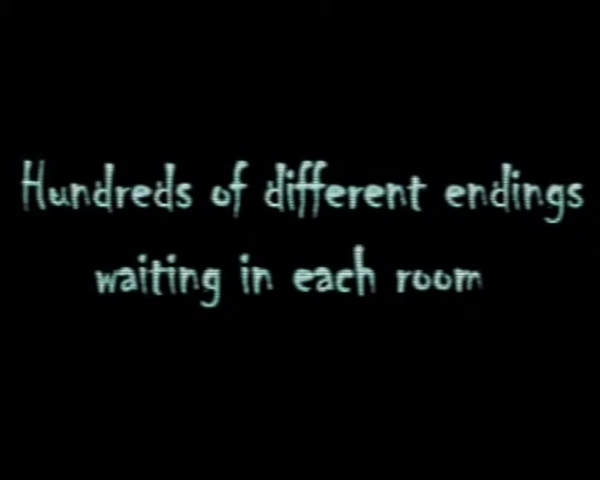 Hundreds of different endings
waiting in each room